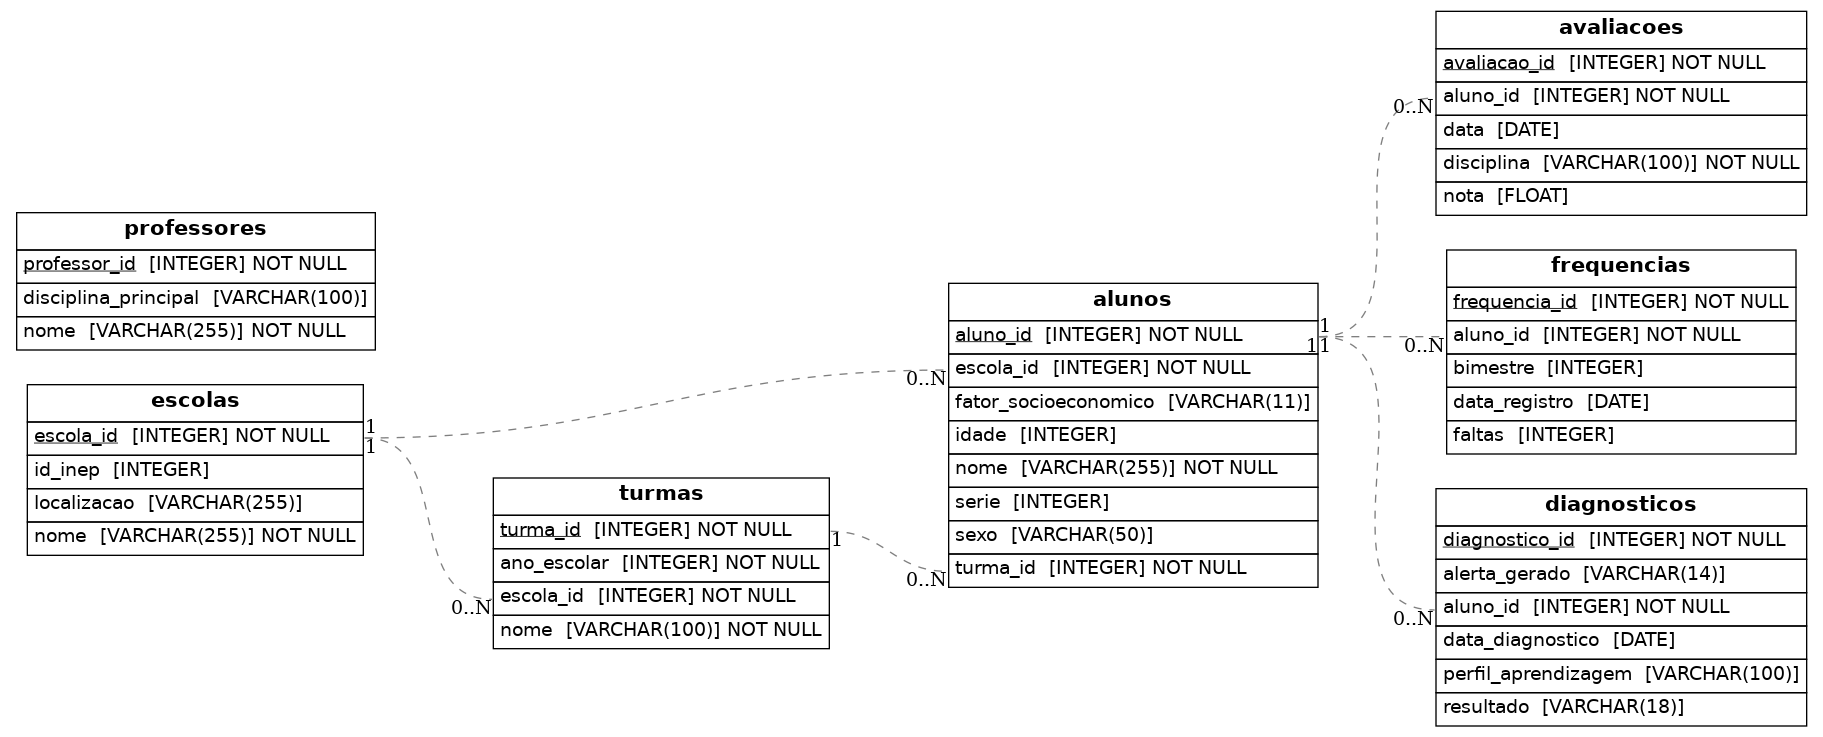 professores
professor_id [INTEGER] NOT NULL
disciplina_principal [VARCHAR(100)]
nome [VARCHAR(255)] NOT NULL
escolas
escola_id [INTEGER] NOT NULL
id_inep [INTEGER]
localizacao [VARCHAR(255)]
nome [VARCHAR(255)] NOT NULL
1
1
0..N
turmas
turma_id [INTEGER] NOT NULL
ano_escolar [INTEGER] NOT NULL
escola_id [INTEGER] NOT NULL
nome [VARCHAR(100)] NOT NULL
1
0..N
0..N
alunos
aluno_id [INTEGER] NOT NULL
escola_id [INTEGER] NOT NULL
fator_socioeconomico [VARCHAR(11)]
idade [INTEGER]
nome [VARCHAR(255)] NOT NULL
serie [INTEGER]
sexo [VARCHAR(50)]
turma_id [INTEGER] NOT NULL
1
11
0..N
0..N
0..N
avaliacoes
avaliacao_id [INTEGER] NOT NULL
aluno_id [INTEGER] NOT NULL
data [DATE]
disciplina [VARCHAR(100)] NOT NULL
nota [FLOAT]
frequencias
frequencia_id [INTEGER] NOT NULL
aluno_id [INTEGER] NOT NULL
bimestre [INTEGER]
data_registro [DATE]
faltas [INTEGER]
diagnosticos
diagnostico_id [INTEGER] NOT NULL
alerta_gerado [VARCHAR(14)]
aluno_id [INTEGER] NOT NULL
data_diagnostico [DATE]
perfil_aprendizagem [VARCHAR(100)]
resultado [VARCHAR(18)]